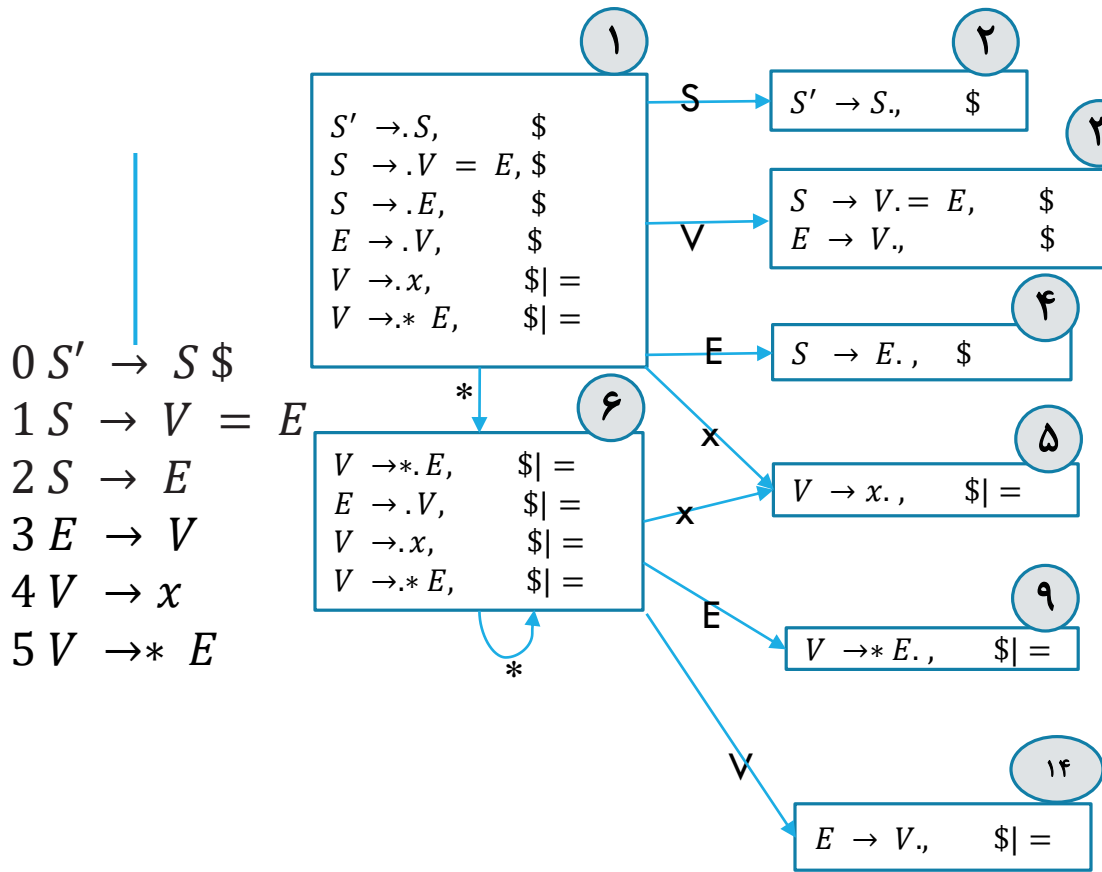 0 S′ → S $
1 S → V = E
2 S → E
3 E → V
4 V → x
5 V →* E
۱
S′ →. S, $
S → .V = E, $
S → .E, $
E → .V, $
V →. x, $| =
V →.* E, $| =
S
۲
S′ → S., $
V
S → V. = E, $
E → V., $
E
۴
S → E. , $
x
۵
V → x. , $| =
*
۶
V →*. E, $| =
E → .V, $| =
V →. x, $| =
V →.* E, $| =
x
*
E
۹
V →* E. , $| =
V
۱۴
E → V., $| =